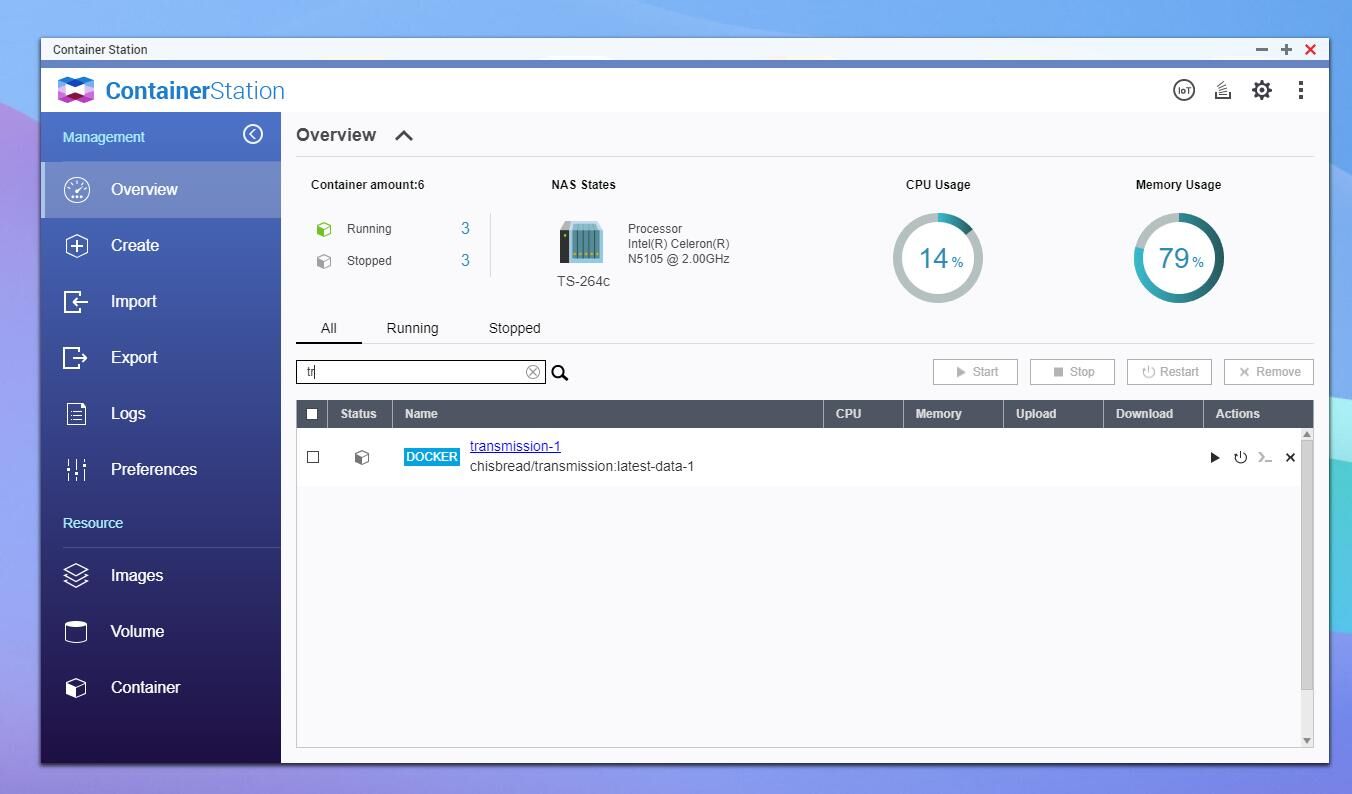 Container Station
ContainerStation
IoT
Management
Overview
Create
Import
Export
Logs
Preferences
Resource
Images
Volume
Container
Overview
Container amount:6
Running 3
Stopped 3
NAS States
Processor
Intel(R) Celeron(R)
N5105 @ 2.00GHz
TS-264c
CPU Usage
14 %
Memory Usage
79 %
All Running Stopped
tr
Start Stop Restart Remove
Status Name CPU Memory Upload Download Actions
DOCKER transmission-1
chisbread/transmission:latest-data-1